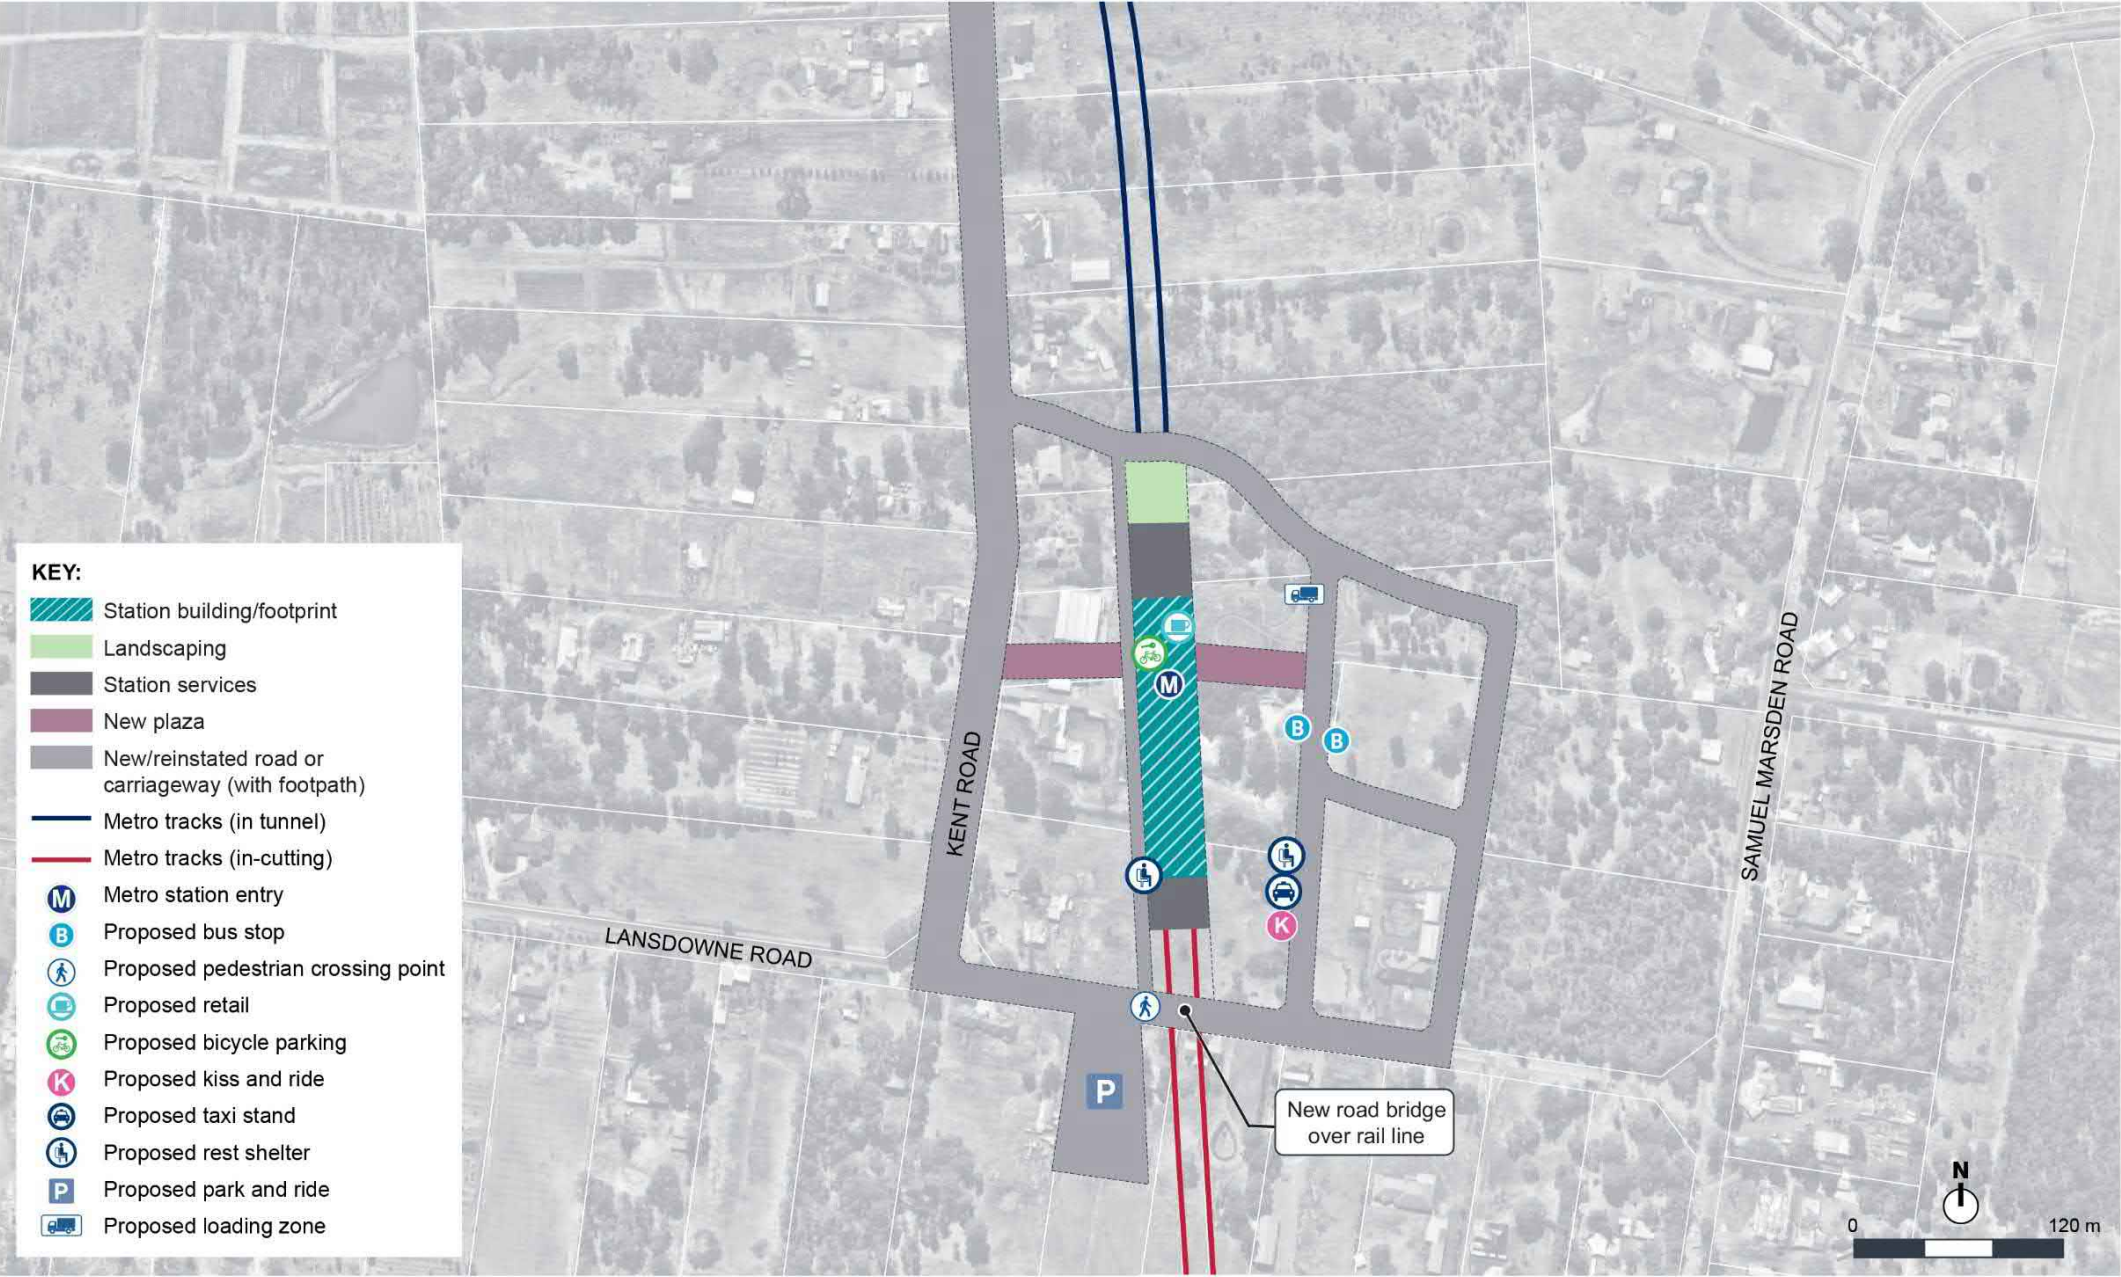 KEY:
Station building/footprint
Landscaping
Station services
New plaza
New/reinstated road or
carriageway (with footpath)
Metro tracks (in tunnel)
Metro tracks (in-cutting)
M Metro station entry
B Proposed bus stop
Proposed pedestrian crossing point
Proposed retail
Proposed bicycle parking
K Proposed kiss and ride
Proposed taxi stand
Proposed rest shelter
P Proposed park and ride
Proposed loading zone
M
B
B
K
KENT ROAD
LANSDOWNE ROAD
SAMUEL MARSDEN ROAD
P
New road bridge
over rail line
N
0 120 m